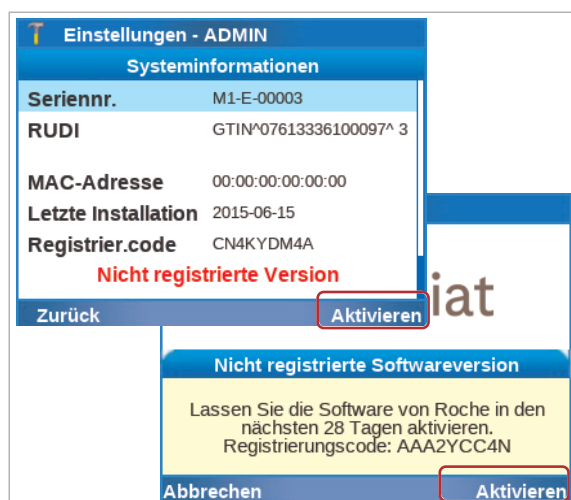 Einstellungen - ADMIN
Systeminformationen
Seriennr. M1-E-00003
RUDI GTIN^07613336100097^ 3
MAC-Adresse 00:00:00:00:00:00
Letzte Installation 2015-06-15
Registrier.code CN4KYDM4A
Nicht registrierte Version
Zurück Aktivieren
iat
Nicht registrierte Softwareversion
Lassen Sie die Software von Roche in den
nächsten 28 Tagen aktivieren.
Registrierungscode: AAA2YCC4N
Abbrechen Aktivieren